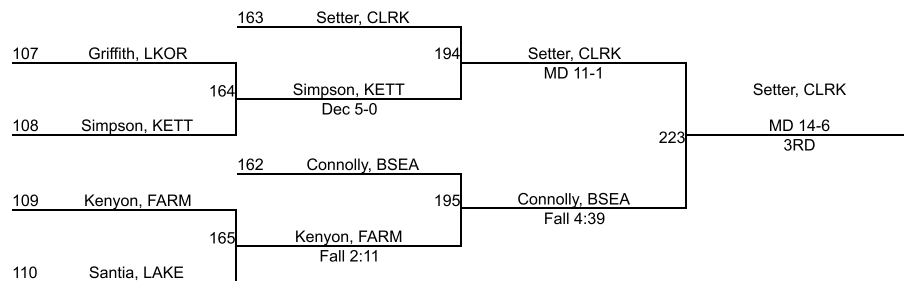 163 Setter, CLRK
107 Griffith, LKOR
194 Setter, CLRK
MD 11-1
164 Simpson, KETT
Dec 5-0
Setter, CLRK
108 Simpson, KETT
MD 14-6
223
3RD
162 Connolly, BSEA
109 Kenyon, FARM
195 Connolly, BSEA
Fall 4:39
165 Kenyon, FARM
Fall 2:11
110 Santia, LAKE